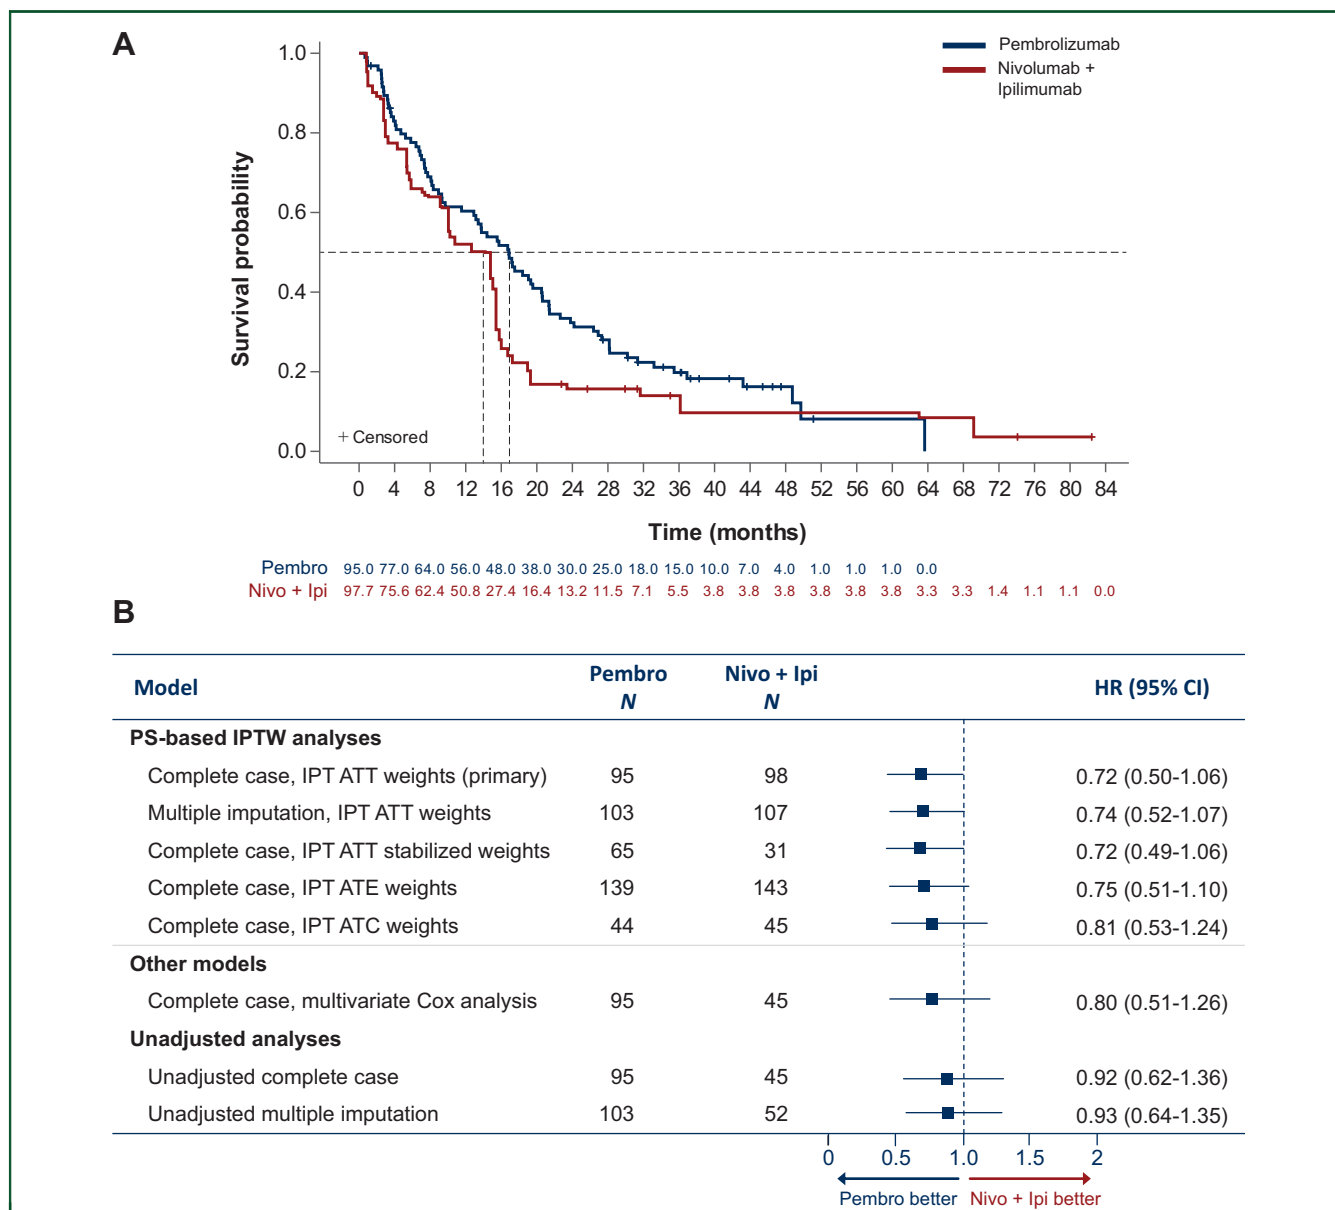 A
Pembrolizumab
Nivolumab +
Ipilimumab
Survival probability
1.0
0.8
0.6
0.4
0.2
0.0
+ Censored
0 4 8 12 16 20 24 28 32 36 40 44 48 52 56 60 64 68 72 76 80 84
Time (months)
Pembro 95.0 77.0 64.0 56.0 48.0 38.0 30.0 25.0 18.0 15.0 10.0 7.0 4.0 1.0 1.0 1.0 0.0
Nivo + Ipi 97.7 75.6 62.4 50.8 27.4 16.4 13.2 11.5 7.1 5.5 3.8 3.8 3.8 3.8 3.8 3.8 3.3 3.3 1.4 1.1 1.1 0.0
B
Model Pembro N Nivo + Ipi N HR (95% CI)
PS-based IPTW analyses
Complete case, IPT ATT weights (primary) 95 98 0.72 (0.50-1.06)
Multiple imputation, IPT ATT weights 103 107 0.74 (0.52-1.07)
Complete case, IPT ATT stabilized weights 65 31 0.72 (0.49-1.06)
Complete case, IPT ATE weights 139 143 0.75 (0.51-1.10)
Complete case, IPT ATC weights 44 45 0.81 (0.53-1.24)
Other models
Complete case, multivariate Cox analysis 95 45 0.80 (0.51-1.26)
Unadjusted analyses
Unadjusted complete case 95 45 0.92 (0.62-1.36)
Unadjusted multiple imputation 103 52 0.93 (0.64-1.35)
0 0.5 1.0 1.5 2
Pembro better Nivo + Ipi better